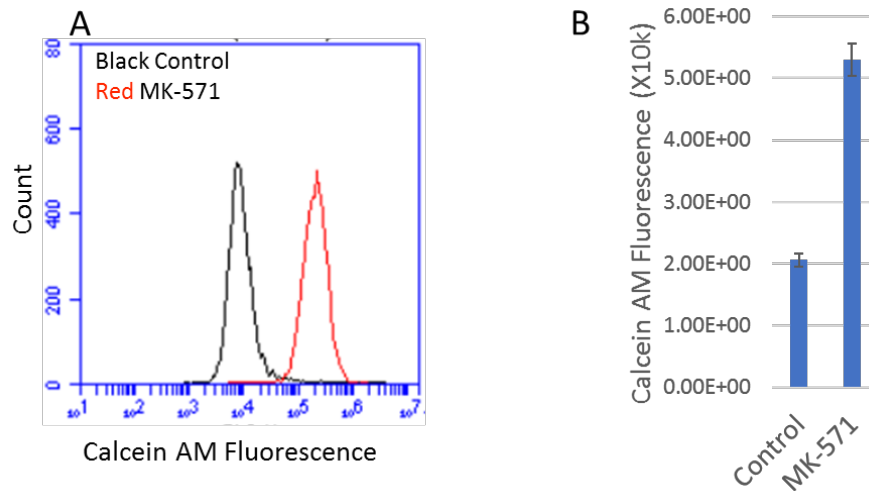 A
80
Black Control
Red MK-571
600
400
200
0
Count
10^1 10^2 10^3 10^4 10^5 10^6 10^7.
Calcein AM Fluorescence
B
6.00E+00
5.00E+00
4.00E+00
3.00E+00
2.00E+00
1.00E+00
0.00E+00
Calcein AM Fluorescence (X10k)
Control
MK-571